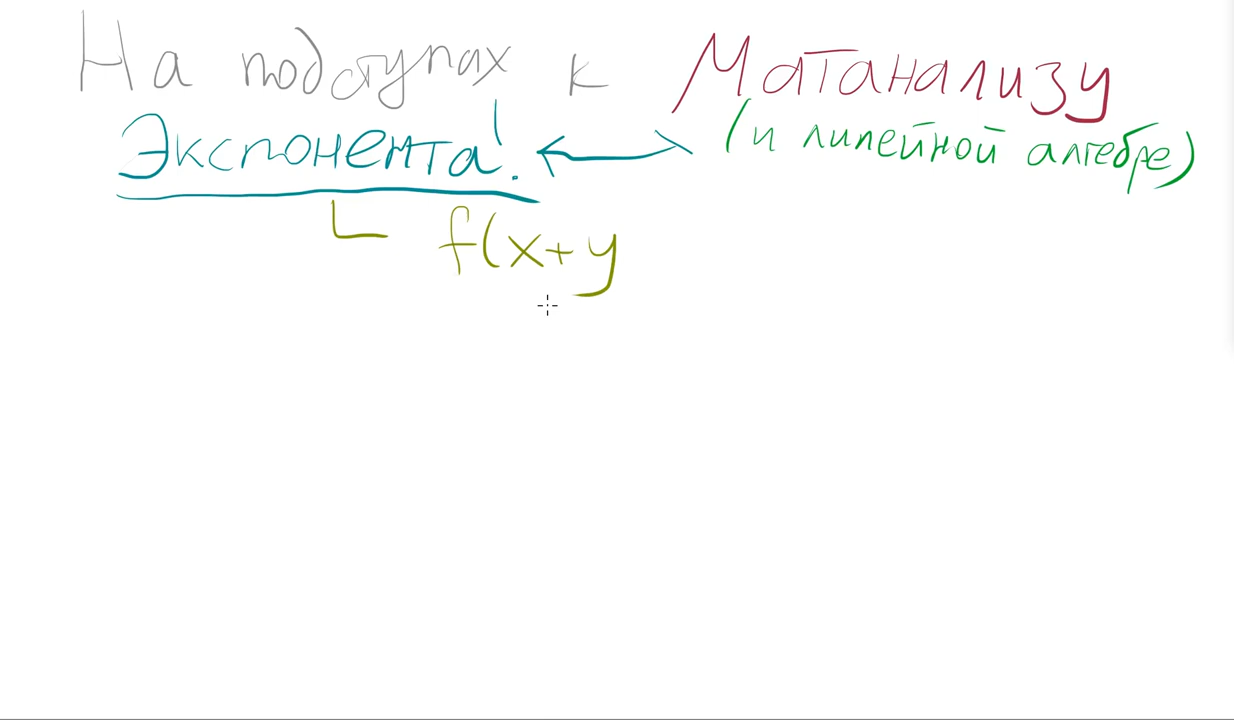 На подступах к Матанализу
Экспонента! (и линейной алгебре)
f(x+y